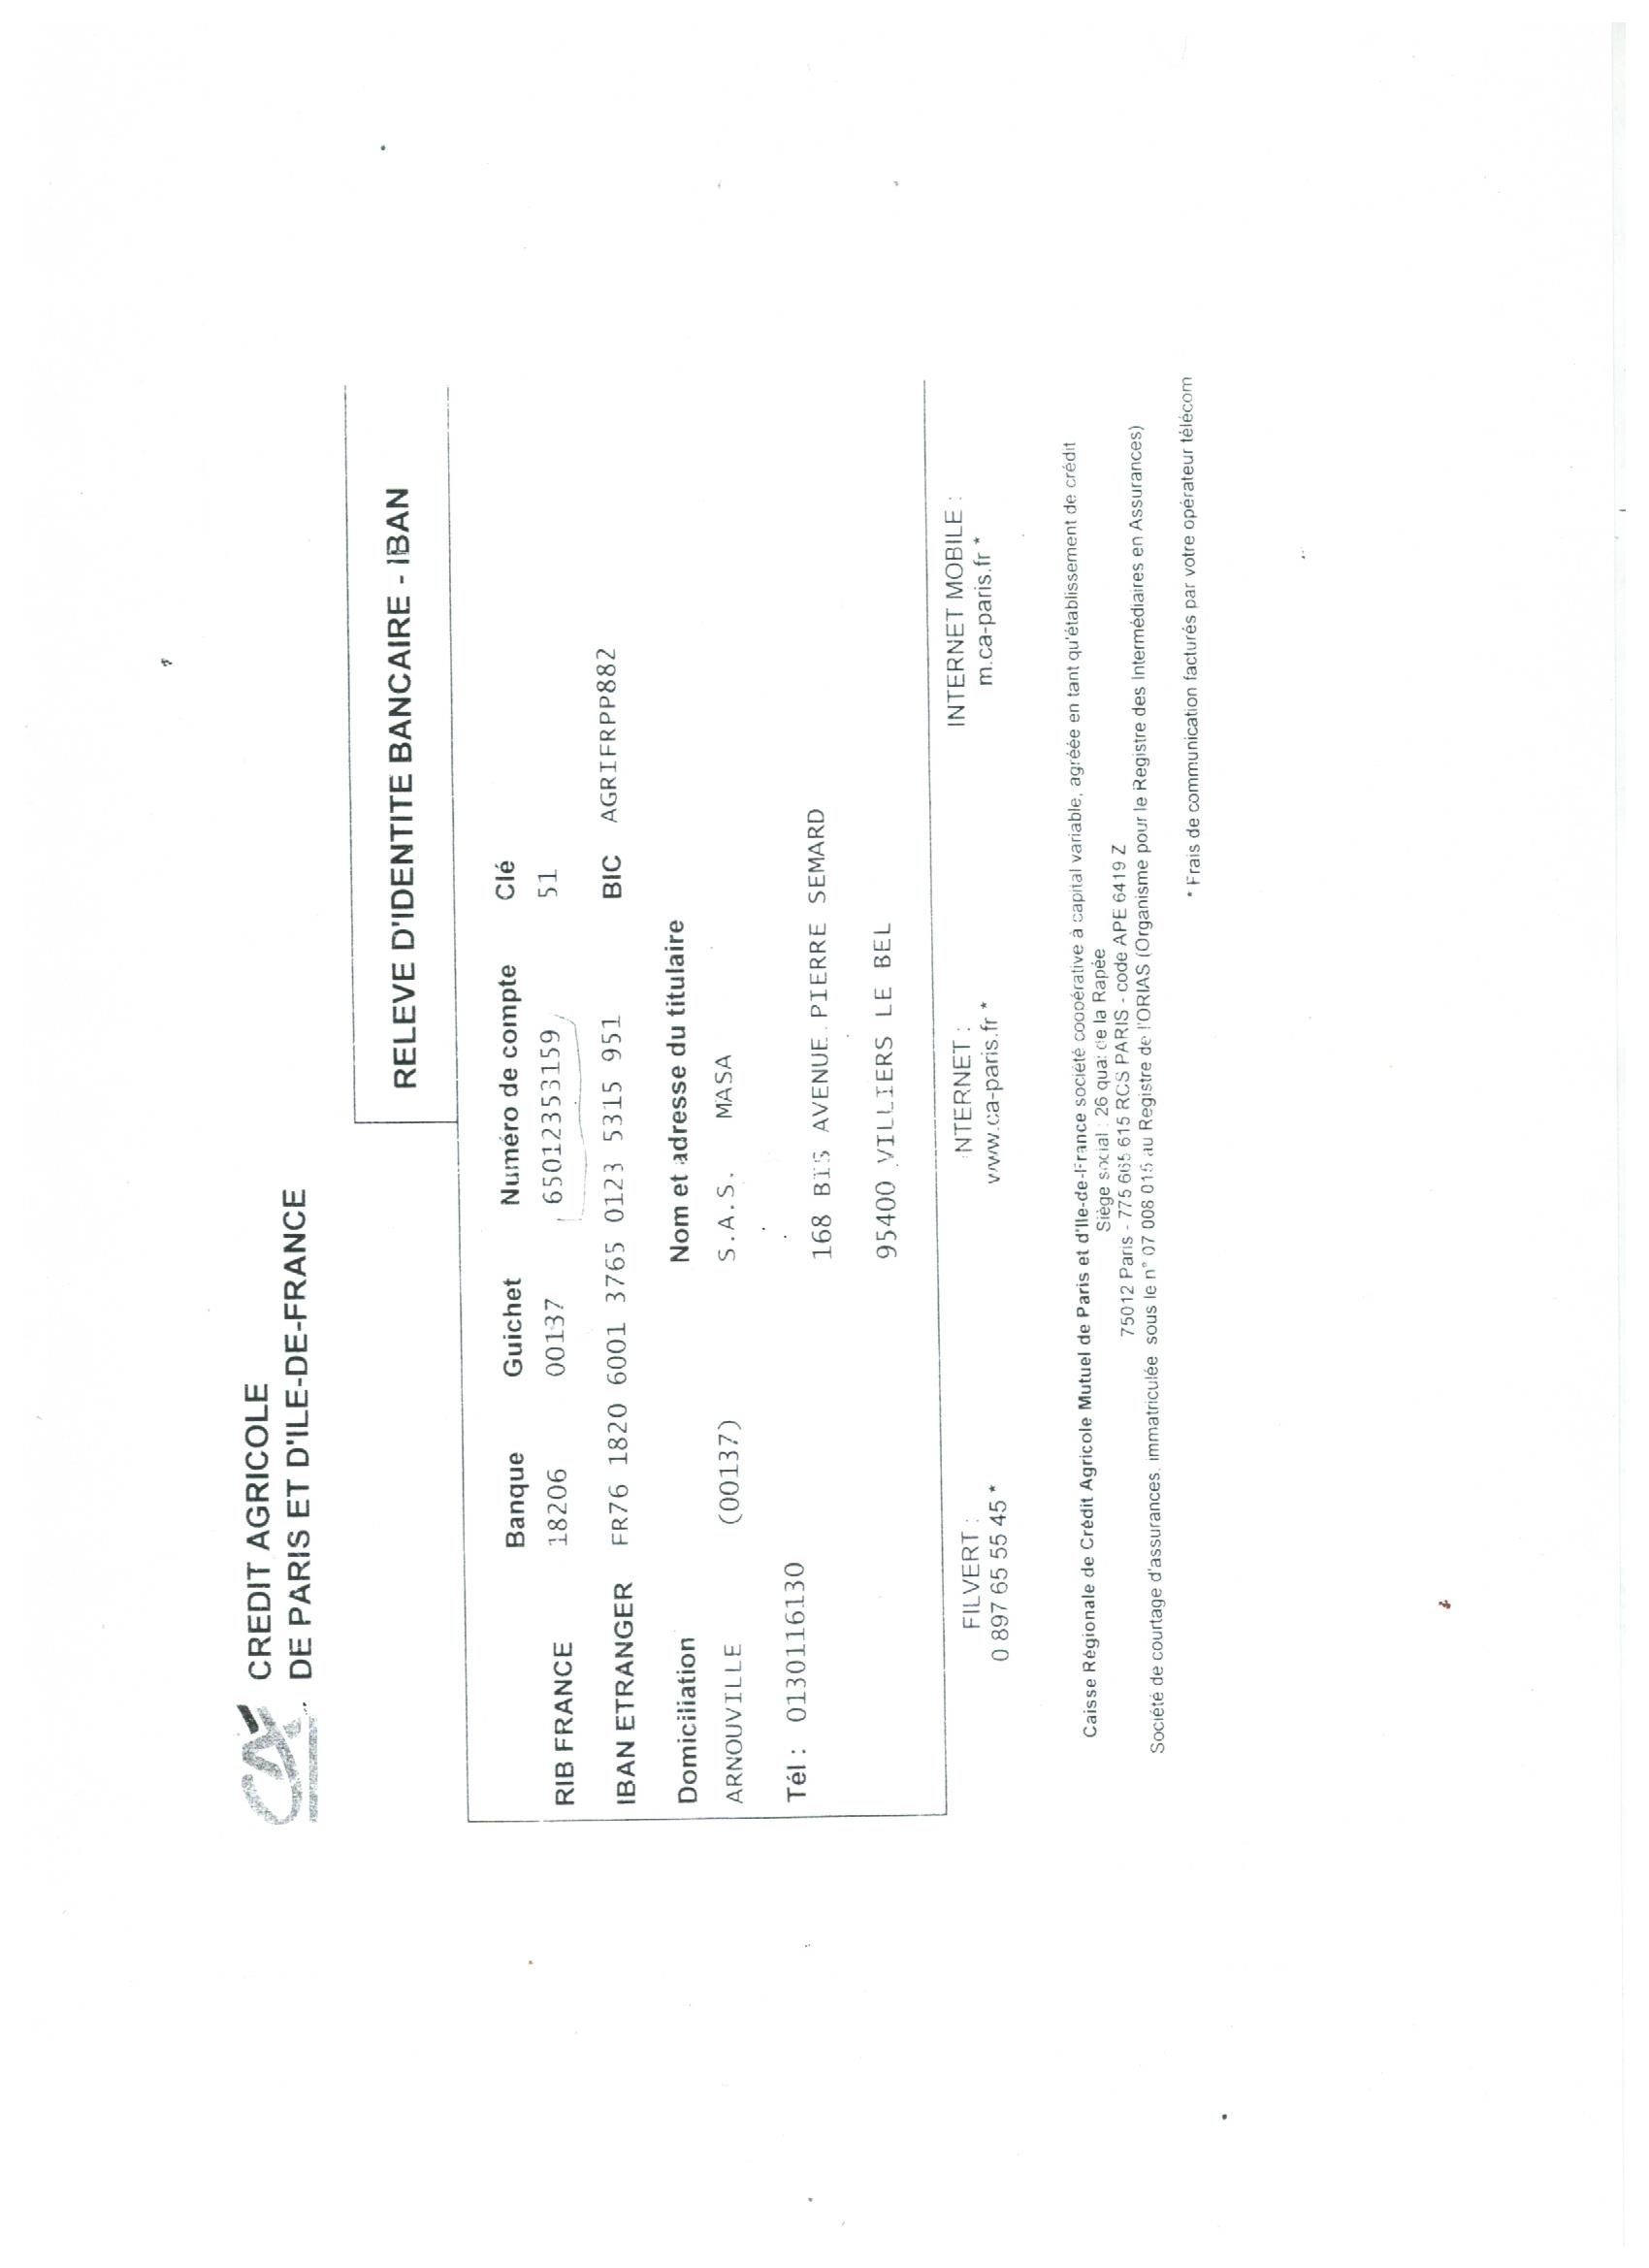 CREDIT AGRICOLE
DE PARIS ET D'ILE-DE-FRANCE
RELEVE D'IDENTITE BANCAIRE - IBAN
Banque Guichet Numéro de compte Clé
RIB FRANCE 18206 00137 65012353159 51
IBAN ETRANGER FR76 1820 6001 3765 0123 5315 951 BIC AGRIFRPP882
Domiciliation Nom et adresse du titulaire
ARNOUVILLE (00137) S.A.S. MASA
Tél : 0130116130
168 BIS AVENUE PIERRE SEMARD
95400 VILLIERS LE BEL
FILVERT : INTERNET : INTERNET MOBILE :
0 897 65 55 45 * www.ca-paris.fr * m.ca-paris.fr *
Caisse Régionale de Crédit Agricole Mutuel de Paris et d'Ile-de-France société coopérative à capital variable, agréée en tant qu'établissement de crédit
Siège social : 26 quai de la Rapée
75012 Paris - 775 665 615 RCS PARIS - code APE 6419 Z
Société de courtage d'assurances, immatriculée sous le n° 07 008 015 au Registre de l'ORIAS (Organisme pour le Registre des Intermédiaires en Assurances)
* Frais de communication facturés par votre opérateur télécom